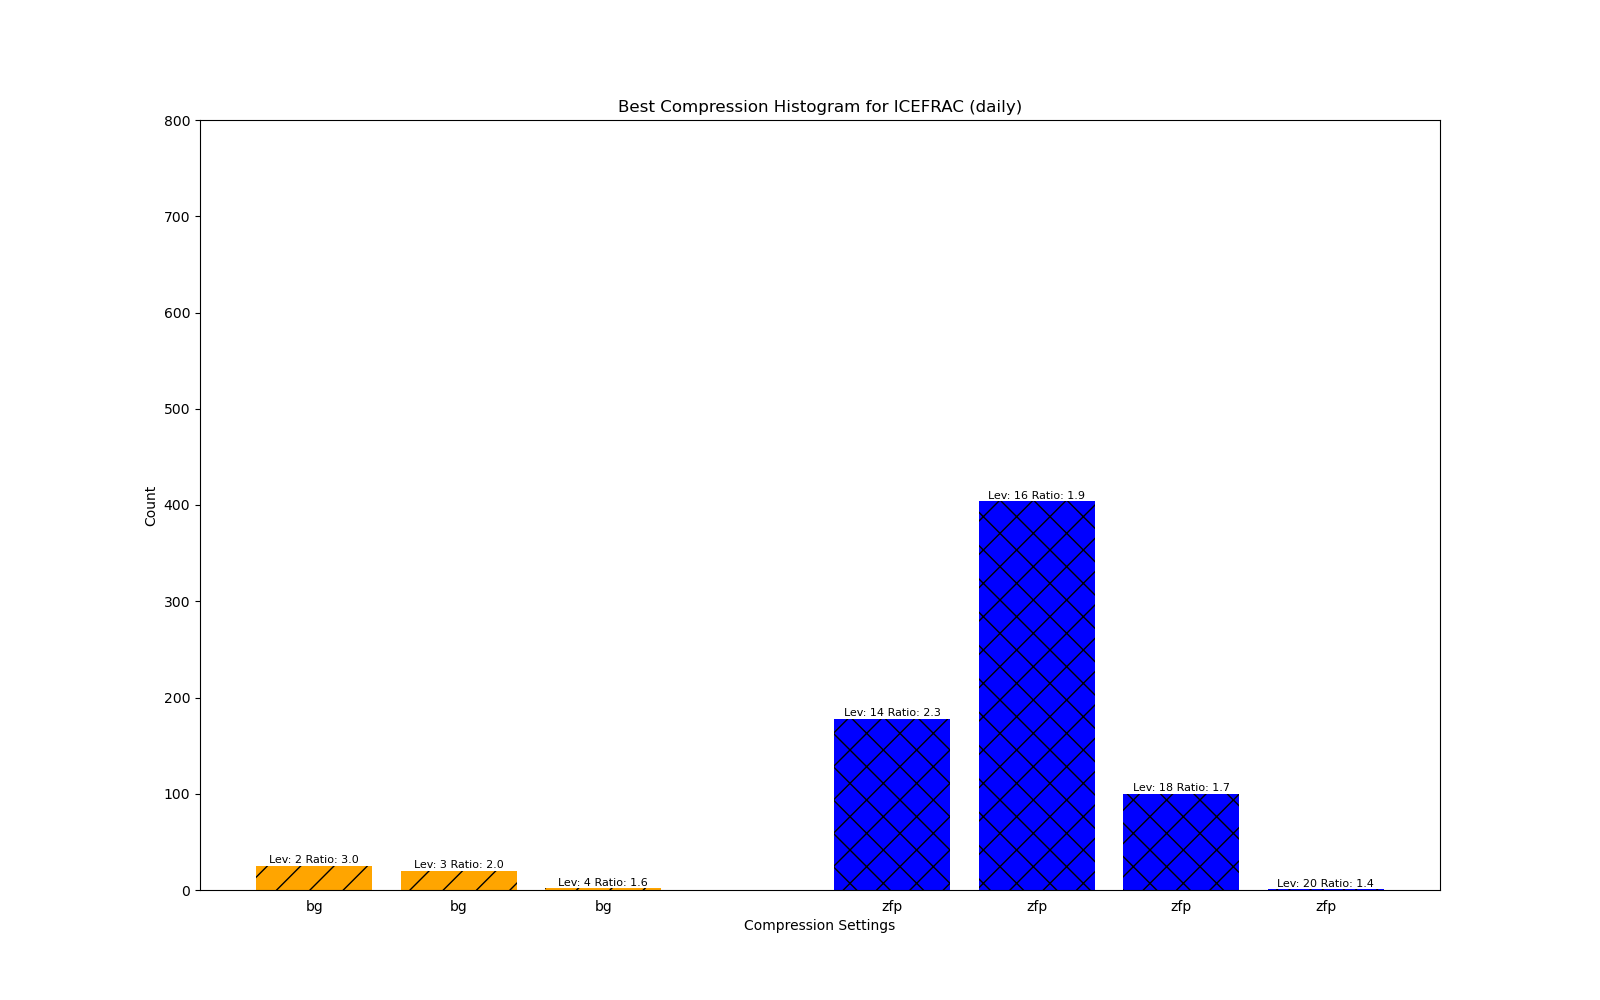 Best Compression Histogram for ICEFRAC (daily)
800
700
600
500
400
300
200
100
0
Count
Lev: 2 Ratio: 3.0
Lev: 3 Ratio: 2.0
Lev: 4 Ratio: 1.6
Lev: 14 Ratio: 2.3
Lev: 16 Ratio: 1.9
Lev: 18 Ratio: 1.7
Lev: 20 Ratio: 1.4
bg bg bg zfp zfp zfp zfp
Compression Settings